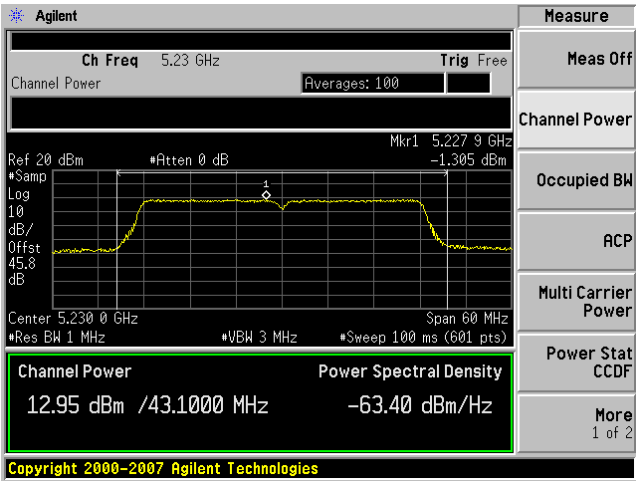 Agilent
Measure
Ch Freq 5.23 GHz Trig Free
Channel Power Averages: 100
Meas Off
Channel Power
Occupied BW
ACP
Multi Carrier
Power
Power Stat
CCDF
More
1 of 2
Mkr1 5.227 9 GHz
Ref 20 dBm #Atten 0 dB -1.305 dBm
#Samp
Log
10
dB/
Offst
45.8
dB
1
Center 5.230 0 GHz Span 60 MHz
#Res BW 1 MHz #VBW 3 MHz #Sweep 100 ms (601 pts)
Channel Power Power Spectral Density
12.95 dBm /43.1000 MHz -63.40 dBm/Hz
Copyright 2000-2007 Agilent Technologies